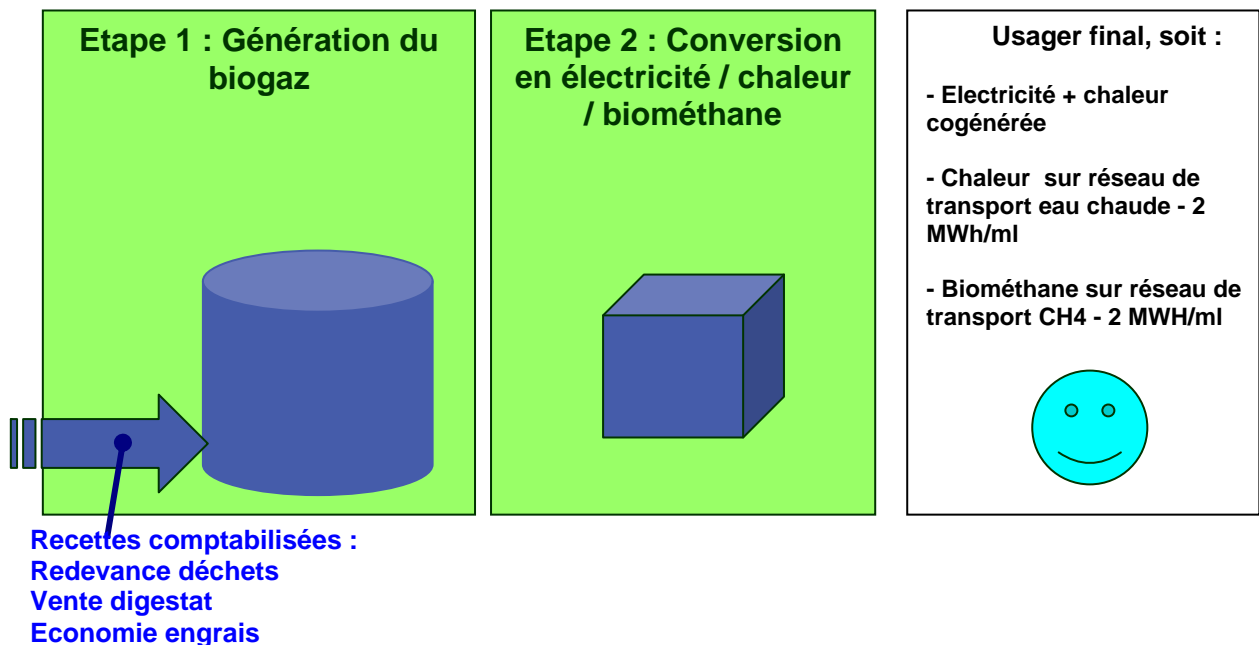 Etape 1 : Génération du
biogaz
Etape 2 : Conversion
en électricité / chaleur
/ biométhane
Usager final, soit :
- Electricité + chaleur
cogénérée
- Chaleur sur réseau de
transport eau chaude - 2
MWh/ml
- Biométhane sur réseau de
transport CH4 - 2 MWH/ml
Recettes comptabilisées :
Redevance déchets
Vente digestat
Economie engrais